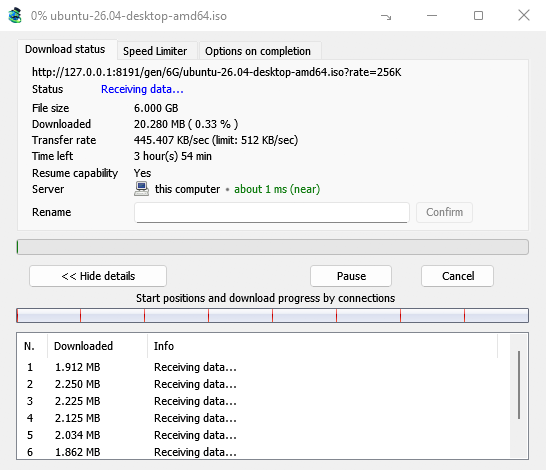 0% ubuntu-26.04-desktop-amd64.iso
Download status
Speed Limiter
Options on completion
http://127.0.0.1:8191/gen/6G/ubuntu-26.04-desktop-amd64.iso?rate=256K
Status Receiving data...
File size 6.000 GB
Downloaded 20.280 MB ( 0.33 % )
Transfer rate 445.407 KB/sec (limit: 512 KB/sec)
Time left 3 hour(s) 54 min
Resume capability Yes
Server this computer • about 1 ms (near)
Rename Confirm
<< Hide details Pause Cancel
Start positions and download progress by connections
N. Downloaded Info
1 1.912 MB Receiving data...
2 2.250 MB Receiving data...
3 2.225 MB Receiving data...
4 2.125 MB Receiving data...
5 2.034 MB Receiving data...
6 1.862 MB Receiving data...